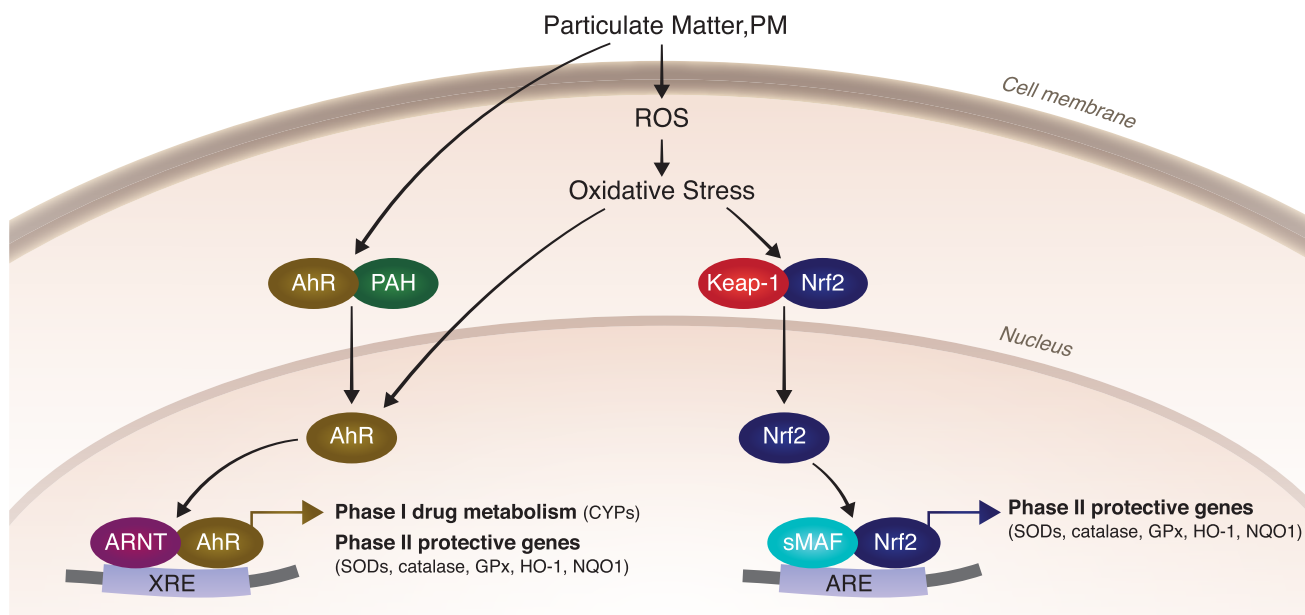 Particulate Matter,PM
Cell membrane
ROS
Oxidative Stress
AhR
PAH
Keap-1
Nrf2
Nucleus
AhR
Nrf2
Phase I drug metabolism (CYPs)
Phase II protective genes
(SODs, catalase, GPx, HO-1, NQO1)
ARNT
AhR
XRE
Phase II protective genes
(SODs, catalase, GPx, HO-1, NQO1)
sMAF
Nrf2
ARE